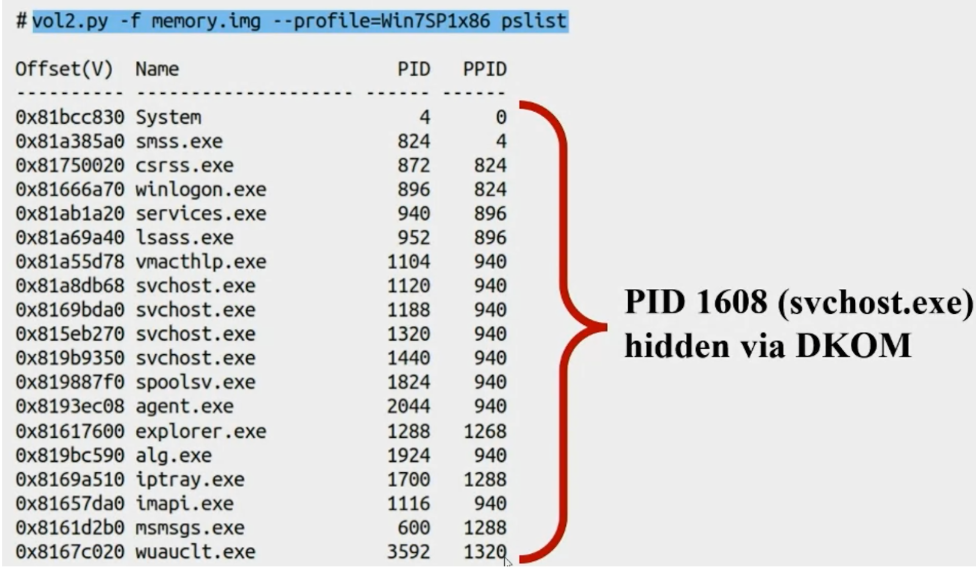 # vol2.py -f memory.img --profile=Win7SP1x86 pslist
Offset(V) Name PID PPID
---------- -------------------- ------ ------
0x81bcc830 System 4 0
0x81a385a0 smss.exe 824 4
0x81750020 csrss.exe 872 824
0x81666a70 winlogon.exe 896 824
0x81ab1a20 services.exe 940 896
0x81a69a40 lsass.exe 952 896
0x81a55d78 vmacthlp.exe 1104 940
0x81a8db68 svchost.exe 1120 940
0x8169bda0 svchost.exe 1188 940
0x815eb270 svchost.exe 1320 940
0x819b9350 svchost.exe 1440 940
0x819887f0 spoolsv.exe 1824 940
0x8193ec08 agent.exe 2044 940
0x81617600 explorer.exe 1288 1268
0x819bc590 alg.exe 1924 940
0x8169a510 iptray.exe 1700 1288
0x81657da0 imapi.exe 1116 940
0x8161d2b0 msmsgs.exe 600 1288
0x8167c020 wuauclt.exe 3592 1320
PID 1608 (svchost.exe)
hidden via DKOM